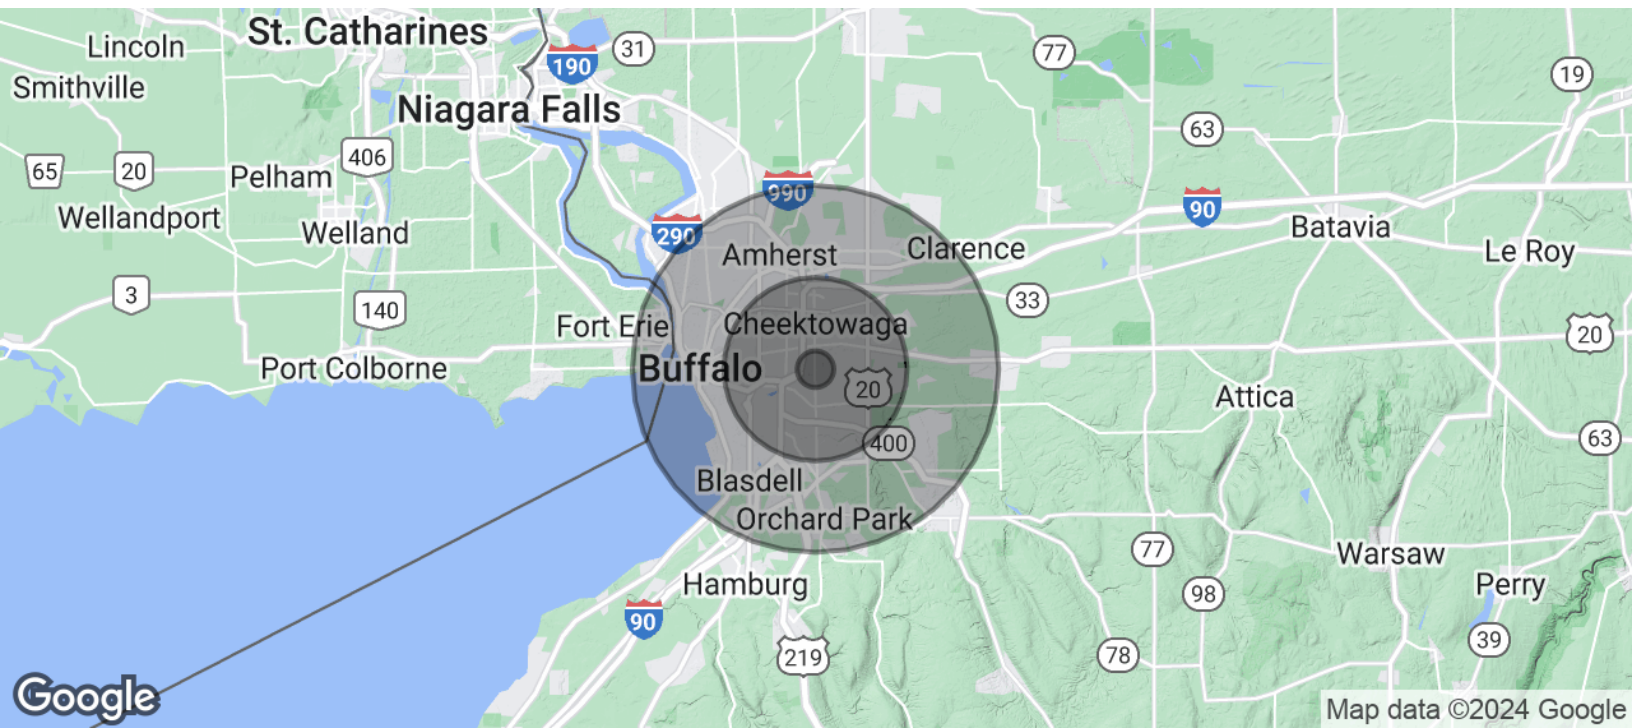 Lincoln
St. Catharines
190
31
77
19
Smithville
Niagara Falls
63
65
20
406
Pelham
990
90
Wellandport
Welland
290
Amherst
Clarence
Batavia
Le Roy
3
140
33
Fort Erie
Cheektowaga
20
Port Colborne
Buffalo
20
Attica
400
63
Blasdell
Orchard Park
77
Warsaw
Hamburg
98
Perry
90
219
78
39
Google
Map data ©2024 Google